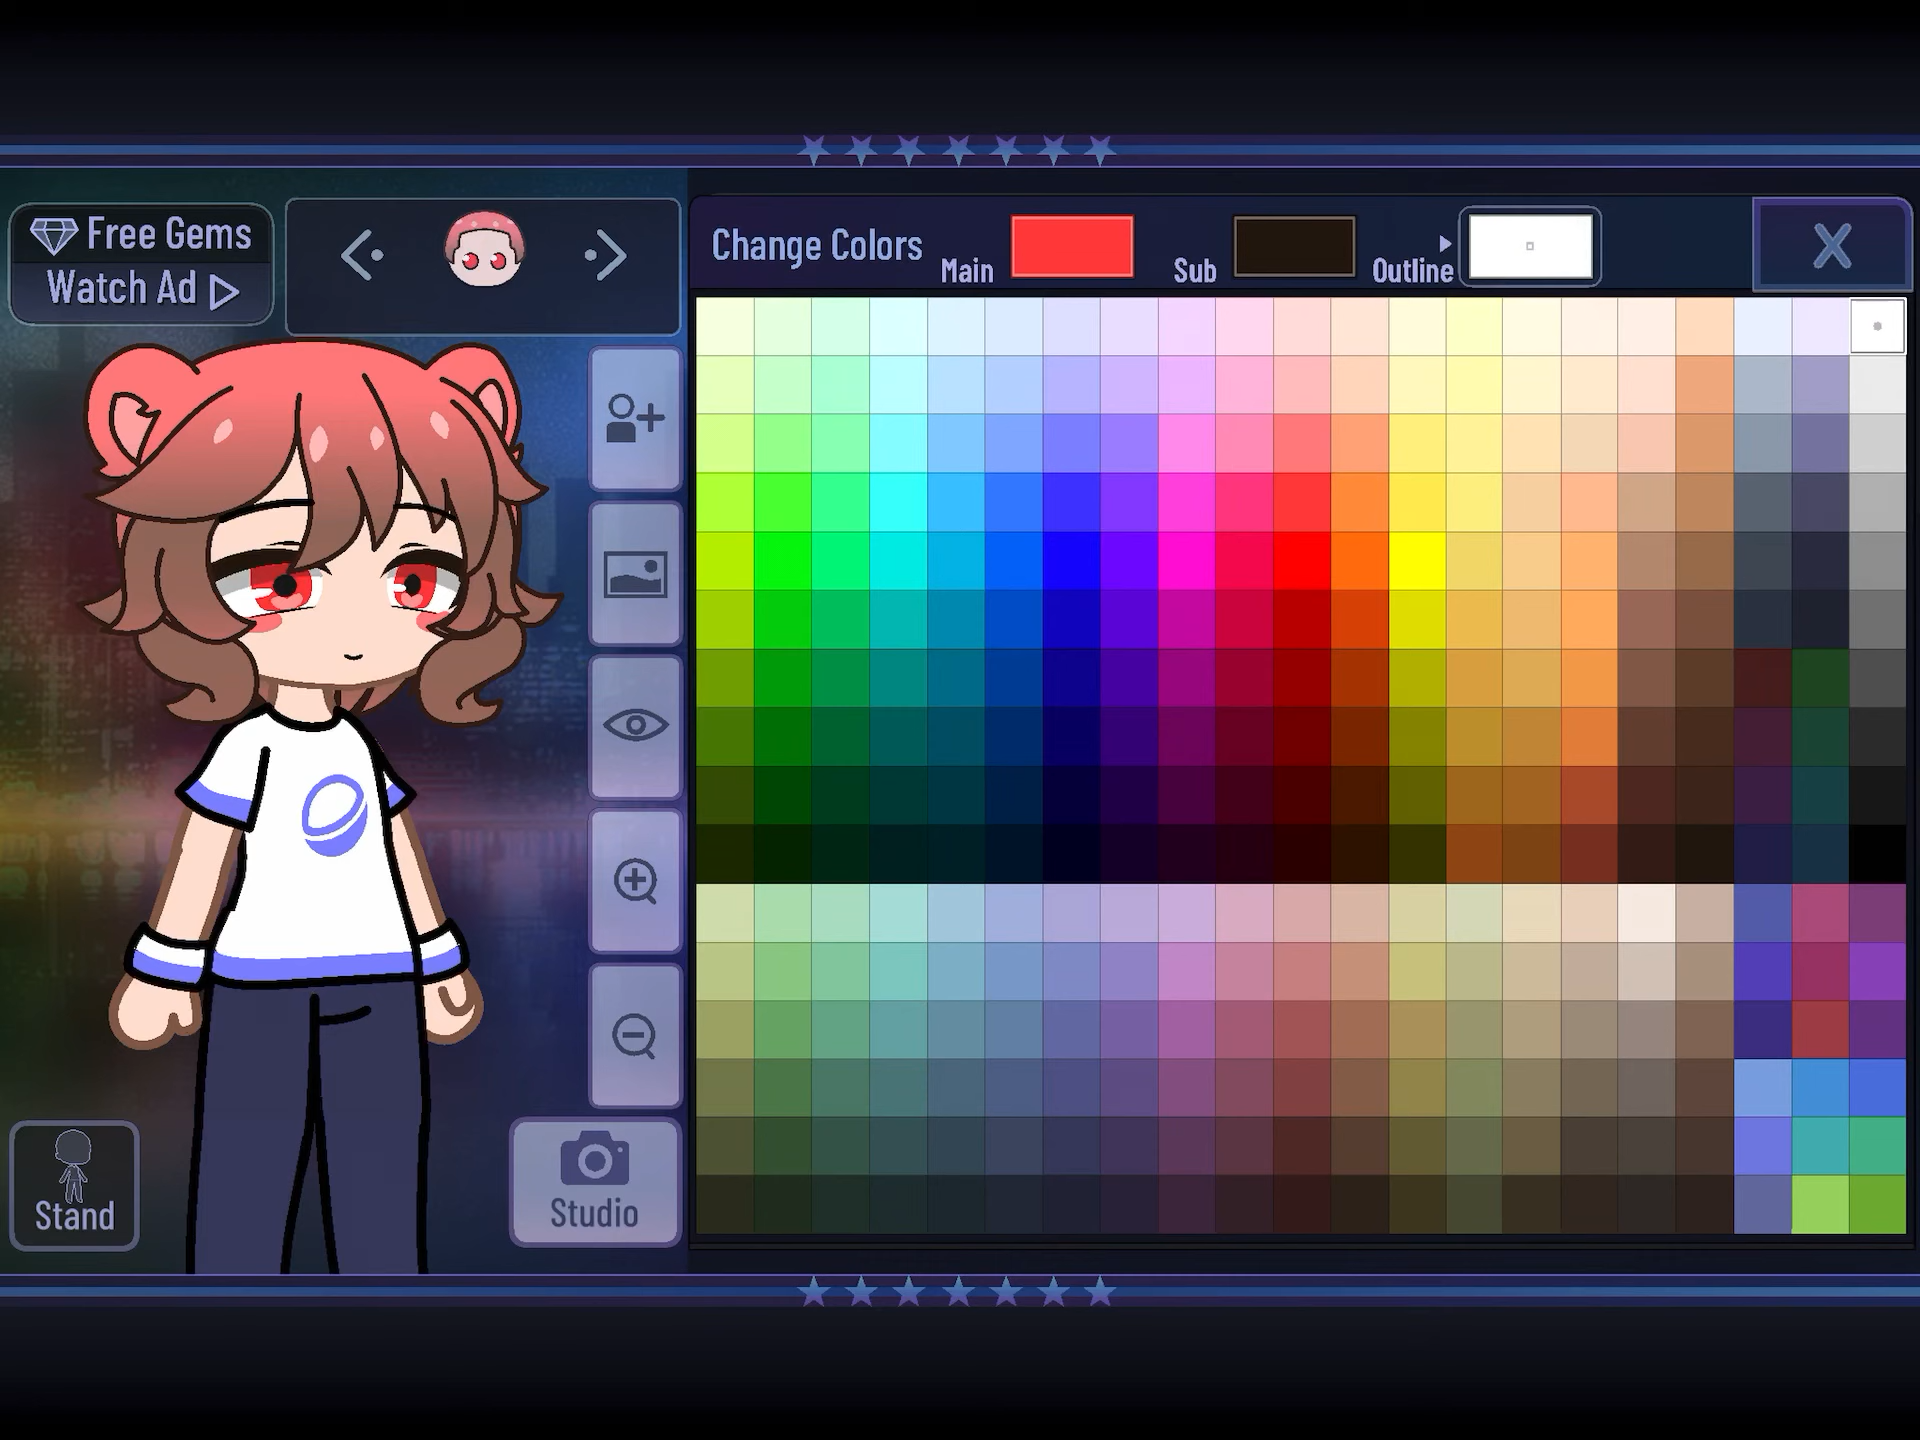 Free Gems
Watch Ad
Change Colors
Main
Sub
Outline
X
Stand
Studio